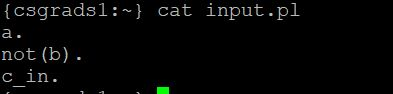 {csgrads1:~} cat input.pl
a.
not(b).
c_in.